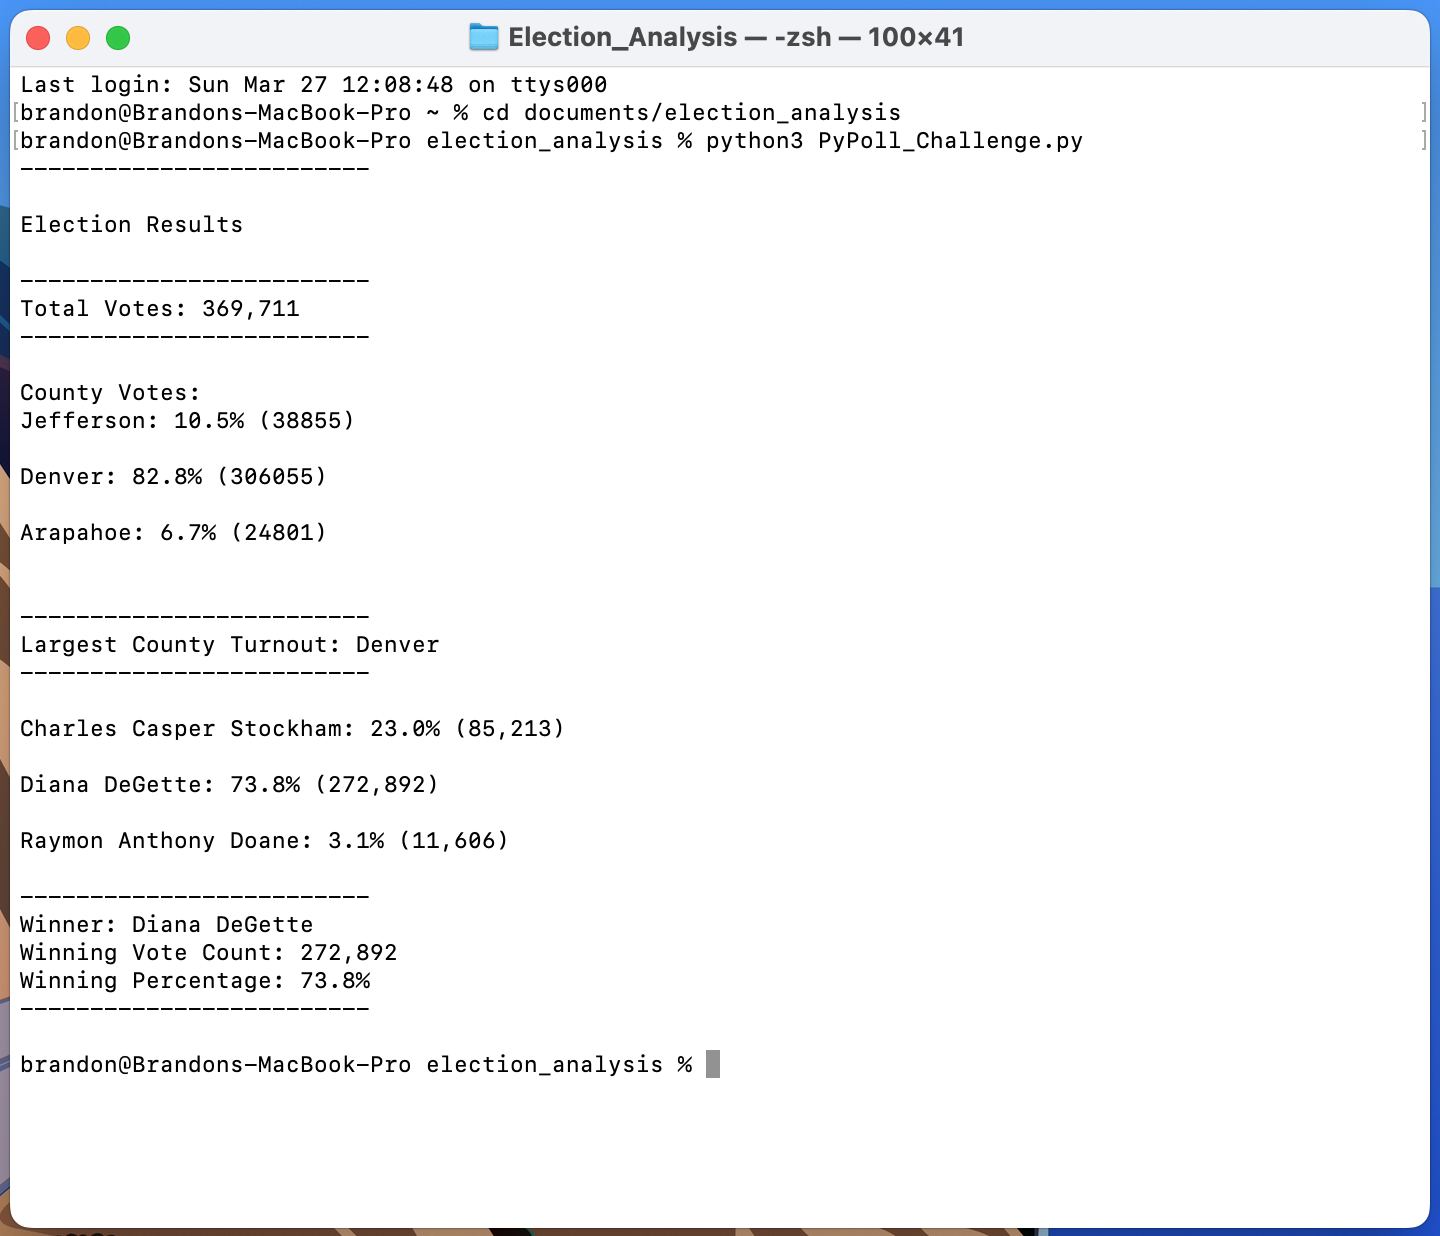 Election_Analysis — -zsh — 100×41
Last login: Sun Mar 27 12:08:48 on ttys000
[brandon@Brandons-MacBook-Pro ~ % cd documents/election_analysis ]
[brandon@Brandons-MacBook-Pro election_analysis % python3 PyPoll_Challenge.py ]
-------------------------
Election Results
-------------------------
Total Votes: 369,711
-------------------------
County Votes:
Jefferson: 10.5% (38855)
Denver: 82.8% (306055)
Arapahoe: 6.7% (24801)
-------------------------
Largest County Turnout: Denver
-------------------------
Charles Casper Stockham: 23.0% (85,213)
Diana DeGette: 73.8% (272,892)
Raymon Anthony Doane: 3.1% (11,606)
-------------------------
Winner: Diana DeGette
Winning Vote Count: 272,892
Winning Percentage: 73.8%
-------------------------
brandon@Brandons-MacBook-Pro election_analysis %